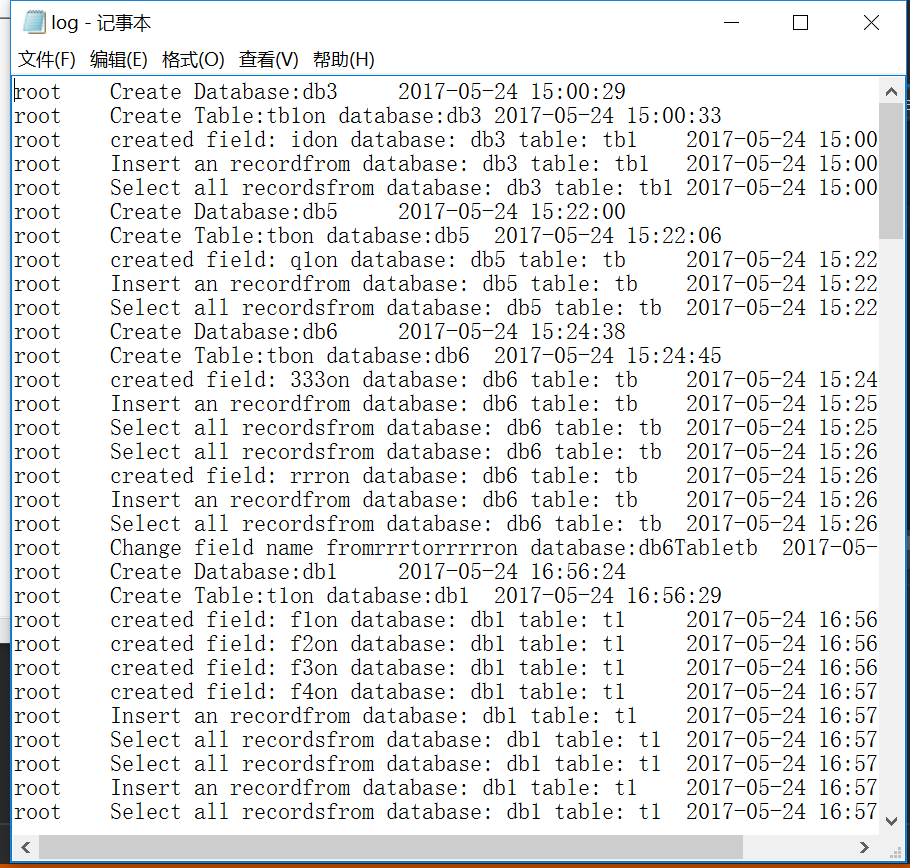 log - 记事本
文件(F) 编辑(E) 格式(O) 查看(V) 帮助(H)
root Create Database:db3 2017-05-24 15:00:29
root Create Table:tb1on database:db3 2017-05-24 15:00:33
root created field: idon database: db3 table: tb1 2017-05-24 15:00
root Insert an recordfrom database: db3 table: tb1 2017-05-24 15:00
root Select all recordsfrom database: db3 table: tb1 2017-05-24 15:00
root Create Database:db5 2017-05-24 15:22:00
root Create Table:tbon database:db5 2017-05-24 15:22:06
root created field: q1on database: db5 table: tb 2017-05-24 15:22
root Insert an recordfrom database: db5 table: tb 2017-05-24 15:22
root Select all recordsfrom database: db5 table: tb 2017-05-24 15:22
root Create Database:db6 2017-05-24 15:24:38
root Create Table:tbon database:db6 2017-05-24 15:24:45
root created field: 333on database: db6 table: tb 2017-05-24 15:24
root Insert an recordfrom database: db6 table: tb 2017-05-24 15:25
root Select all recordsfrom database: db6 table: tb 2017-05-24 15:25
root Select all recordsfrom database: db6 table: tb 2017-05-24 15:26
root created field: rrron database: db6 table: tb 2017-05-24 15:26
root Insert an recordfrom database: db6 table: tb 2017-05-24 15:26
root Select all recordsfrom database: db6 table: tb 2017-05-24 15:26
root Change field name fromrrrtorrrrron database:db6Tabletb 2017-05-
root Create Database:db1 2017-05-24 16:56:24
root Create Table:t1on database:db1 2017-05-24 16:56:29
root created field: f1on database: db1 table: t1 2017-05-24 16:56
root created field: f2on database: db1 table: t1 2017-05-24 16:56
root created field: f3on database: db1 table: t1 2017-05-24 16:56
root created field: f4on database: db1 table: t1 2017-05-24 16:57
root Insert an recordfrom database: db1 table: t1 2017-05-24 16:57
root Select all recordsfrom database: db1 table: t1 2017-05-24 16:57
root Select all recordsfrom database: db1 table: t1 2017-05-24 16:57
root Insert an recordfrom database: db1 table: t1 2017-05-24 16:57
root Select all recordsfrom database: db1 table: t1 2017-05-24 16:57